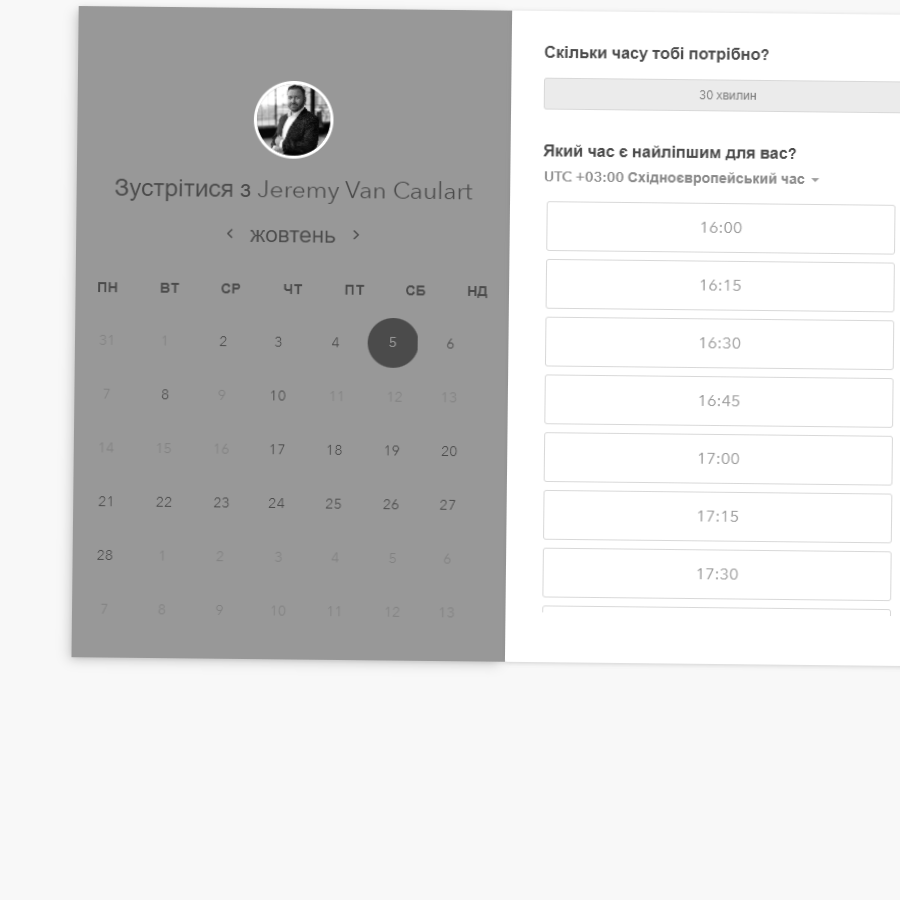 Зустрітися з Jeremy Van Caulart
жовтень
ПН ВТ СР ЧТ ПТ СБ НД
31 1 2 3 4 5 6
7 8 9 10 11 12 13
14 15 16 17 18 19 20
21 22 23 24 25 26 27
28 1 2 3 4 5 6
7 8 9 10 11 12 13
Скільки часу тобі потрібно?
30 хвилин
Який час є найліпшим для вас?
UTC +03:00 Східноєвропейський час
16:00
16:15
16:30
16:45
17:00
17:15
17:30